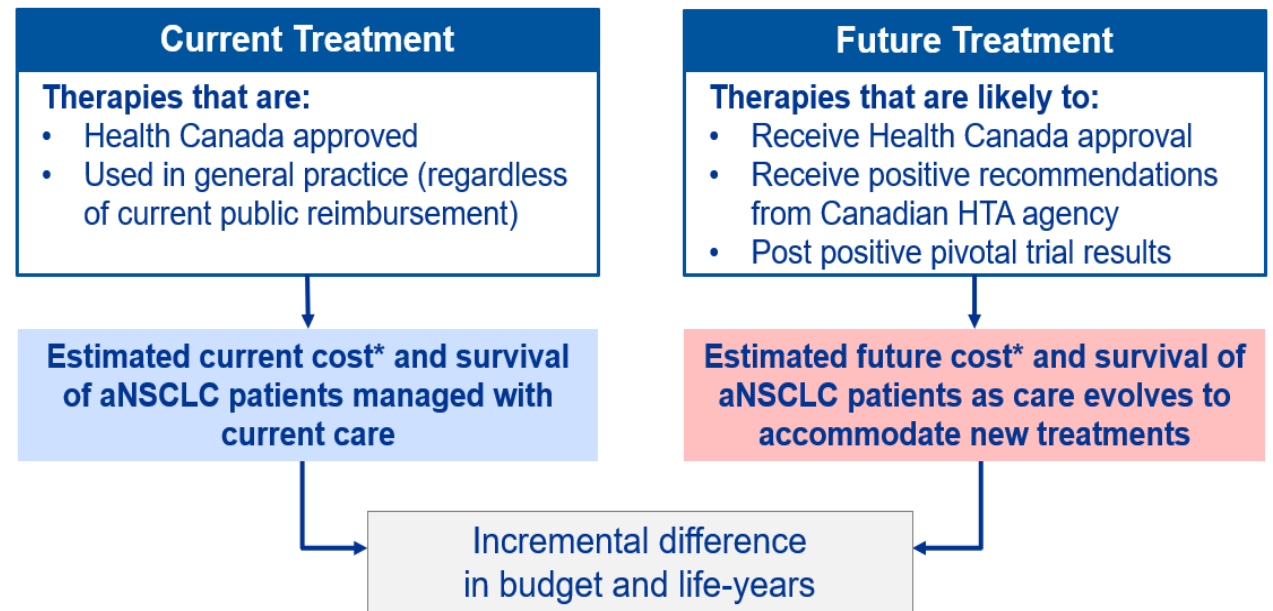 Current Treatment
Therapies that are:
• Health Canada approved
• Used in general practice (regardless
of current public reimbursement)
Future Treatment
Therapies that are likely to:
• Receive Health Canada approval
• Receive positive recommendations
from Canadian HTA agency
• Post positive pivotal trial results
Estimated current cost* and survival
of aNSCLC patients managed with
current care
Estimated future cost* and survival of
aNSCLC patients as care evolves to
accommodate new treatments
Incremental difference
in budget and life-years